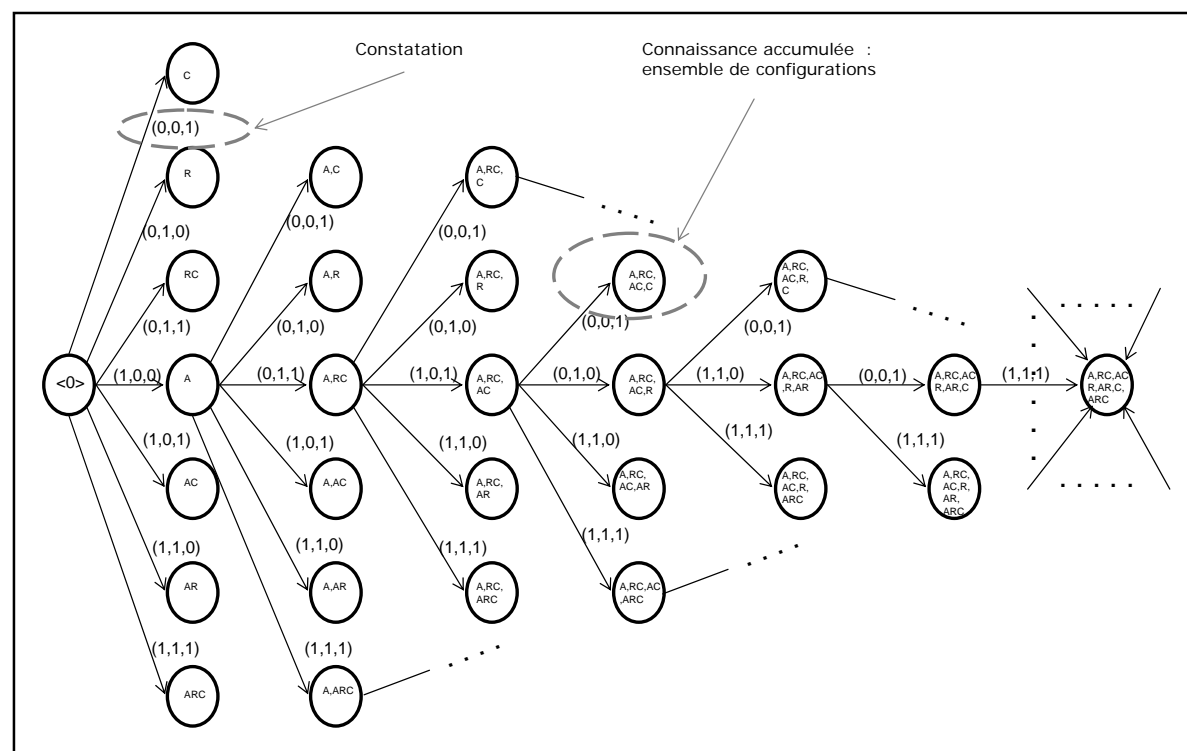 Constatation
Connaissance accumulée :
ensemble de configurations
C
(0,0,1)
R
A,C
A,RC,
C
(0,1,0)
(0,0,1)
(0,0,1)
RC
A,R
A,RC,
R
A,RC,
AC,C
A,RC,
AC,R,
C
(0,1,1)
(0,1,0)
(0,1,0)
(0,0,1)
(0,0,1)
<0>
(1,0,0)
A
(0,1,1)
A,RC
(1,0,1)
A,RC,
AC
(0,1,0)
A,RC,
AC,R
(1,1,0)
A,RC,AC
,R,AR
(0,0,1)
A,RC,AC
R,AR,C
(1,1,1)
A,RC,AC
R,AR,C,
ARC
(1,0,1)
(1,0,1)
(1,1,0)
(1,1,0)
(1,1,1)
(1,1,1)
AC
A,AC
A,RC,
AR
A,RC,
AC,AR
A,RC,
AC,R,
ARC
A,RC,
AC,R,
AR,
ARC
(1,1,0)
(1,1,0)
(1,1,1)
(1,1,1)
AR
A,AR
A,RC,
ARC
A,RC,AC
,ARC
(1,1,1)
(1,1,1)
ARC
A,ARC